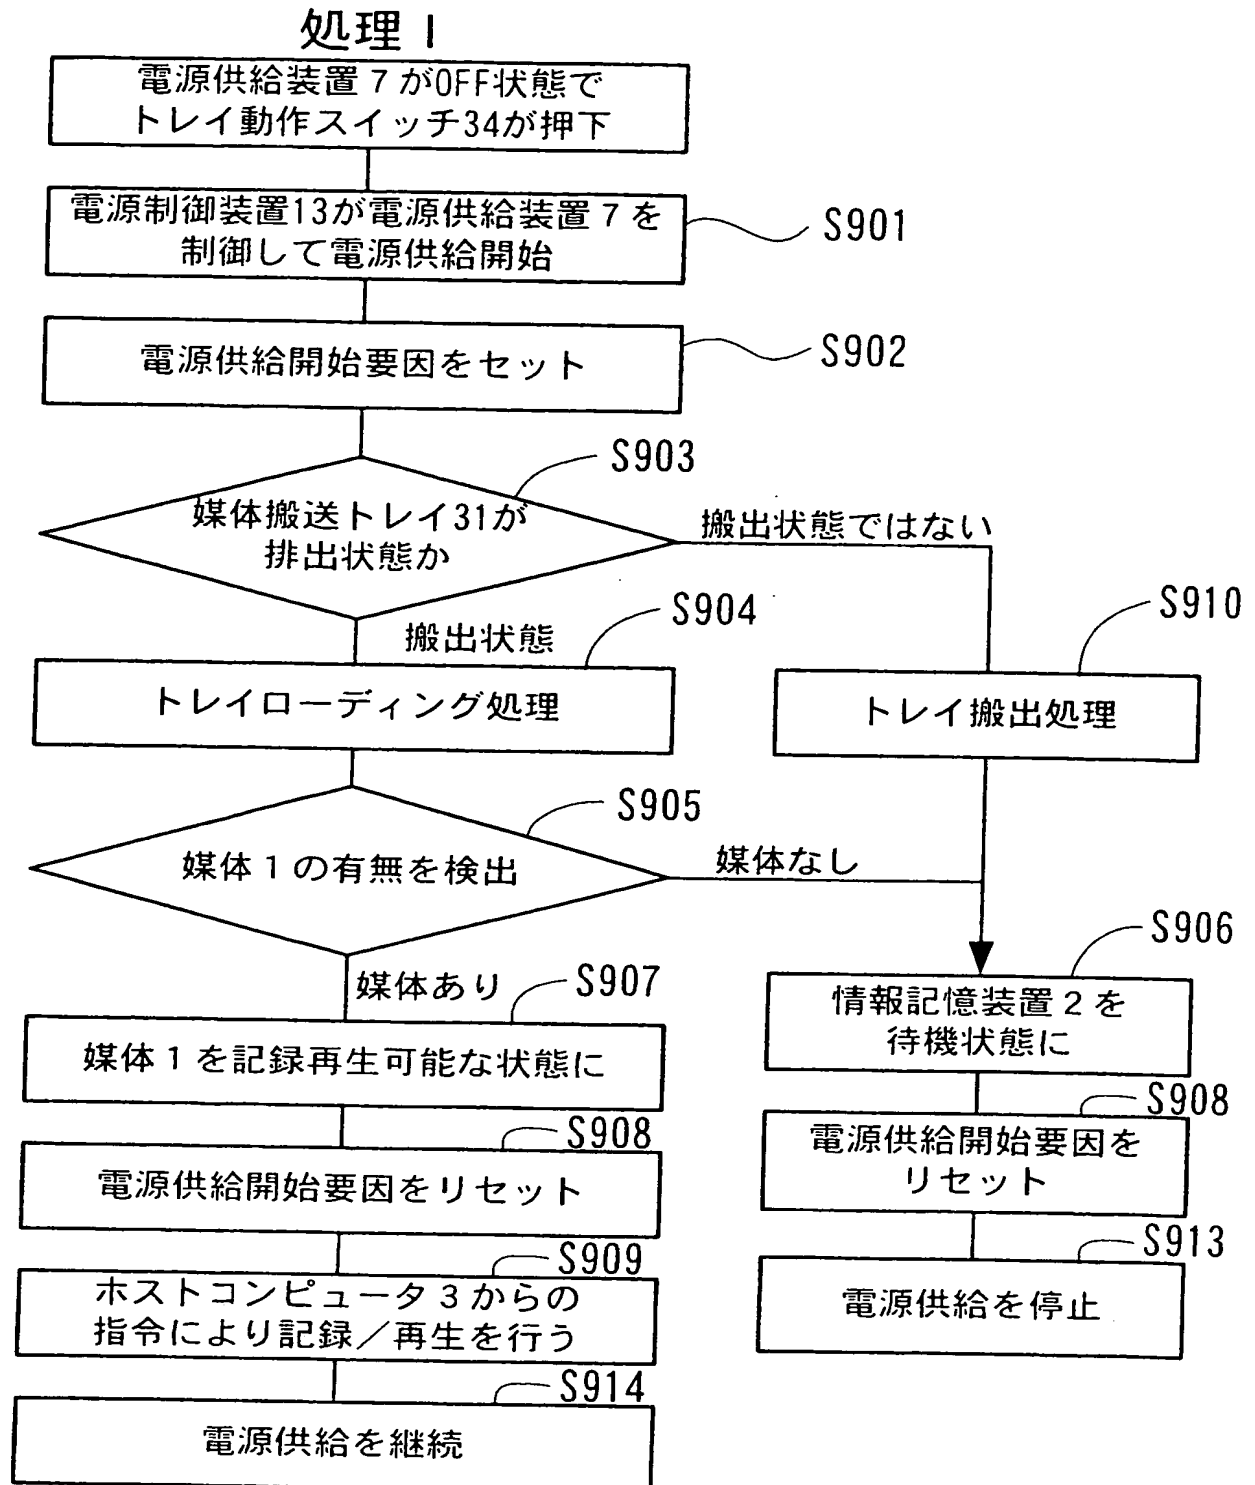 処理1
電源供給装置7がOFF状態で
トレイ動作スイッチ34が押下
電源制御装置13が電源供給装置7を
制御して電源供給開始
S901
電源供給開始要因をセット
S902
S903
媒体搬送トレイ31が
排出状態か
搬出状態ではない
搬出状態
S904
トレイローディング処理
S910
トレイ搬出処理
S905
媒体1の有無を検出
媒体なし
媒体あり
S907
媒体1を記録再生可能な状態に
S906
情報記憶装置2を
待機状態に
S908
電源供給開始要因をリセット
S908
電源供給開始要因を
リセット
S909
ホストコンピュータ3からの
指令により記録/再生を行う
S913
電源供給を停止
S914
電源供給を継続